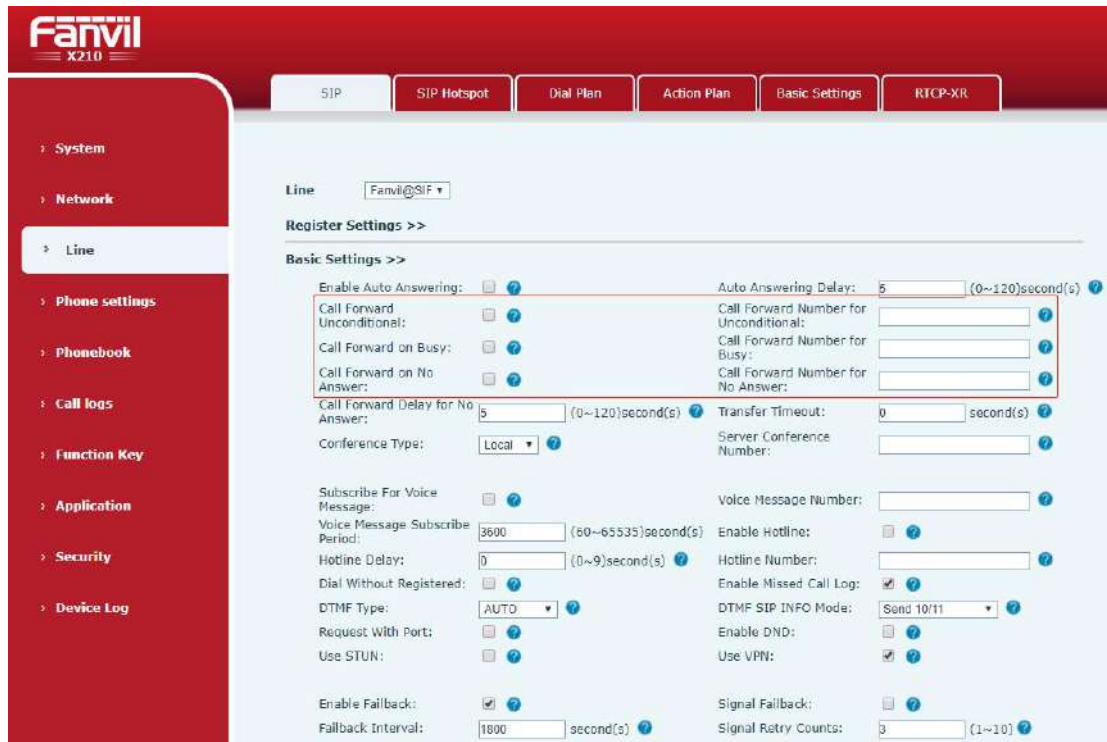 Fanvil
X210
SIP SIP Hotspot Dial Plan Action Plan Basic Settings RTCP-XR
› System
› Network
› Line
› Phone settings
› Phonebook
› Call logs
› Function Key
› Application
› Security
› Device Log
Line Fanvil@SIF
Register Settings >>
Basic Settings >>
Enable Auto Answering: Auto Answering Delay: 5 (0~120)second(s)
Call Forward
Unconditional:
Call Forward Number for
Unconditional:
Call Forward on Busy:
Call Forward Number for
Busy:
Call Forward on No
Answer:
Call Forward Number for
No Answer:
Call Forward Delay for No
Answer:
5 (0~120)second(s) Transfer Timeout: 0 second(s)
Conference Type: Local
Server Conference
Number:
Subscribe For Voice
Message:
Voice Message Number:
Voice Message Subscribe
Period:
3600 (60~65535)second(s) Enable Hotline:
Hotline Delay: 0 (0~9)second(s) Hotline Number:
Dial Without Registered: Enable Missed Call Log:
DTMF Type: AUTO DTMF SIP INFO Mode: Send 10/11
Request With Port: Enable DND:
Use STUN: Use VPN:
Enable Failback: Signal Failback:
Failback Interval: 1800 second(s) Signal Retry Counts: 3 (1~10)